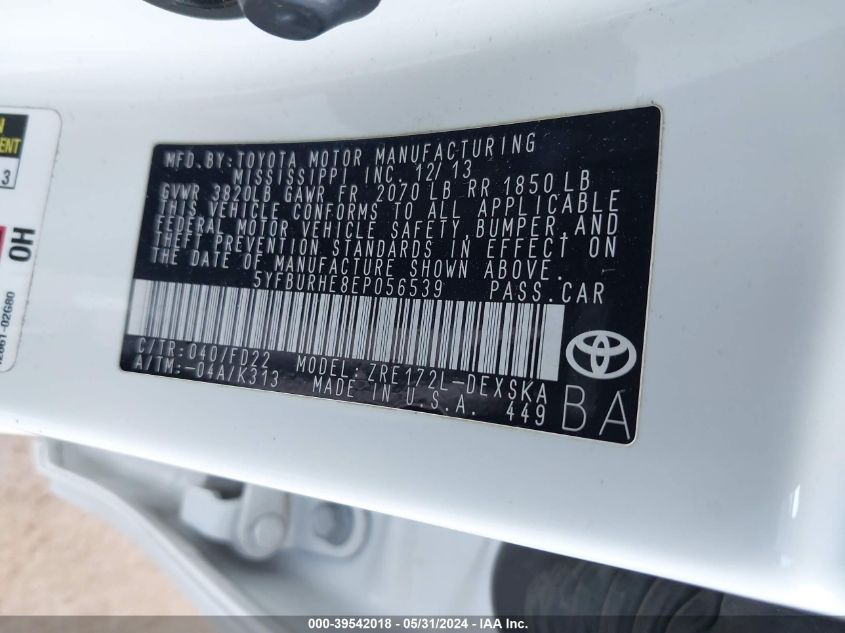 MFD.BY:TOYOTA MOTOR MANUFACTURING
MISSISSIPPI INC. 12/13
GVWR 3820LB GAWR FR 2070 LB RR 1850 LB
THIS VEHICLE CONFORMS TO ALL APPLICABLE
FEDERAL MOTOR VEHICLE SAFETY,BUMPER,AND
THEFT PREVENTION STANDARDS IN EFFECT ON
THE DATE OF MANUFACTURE SHOWN ABOVE.
5YFBURHE8EP056539 PASS.CAR
C/TR:040/FD22
A/TM:-04A/K313
MODEL:ZRE172L-DEXSKA
MADE IN U.S.A. 449
BA
3
OH
02G80
000-39542018 - 05/31/2024 - IAA Inc.